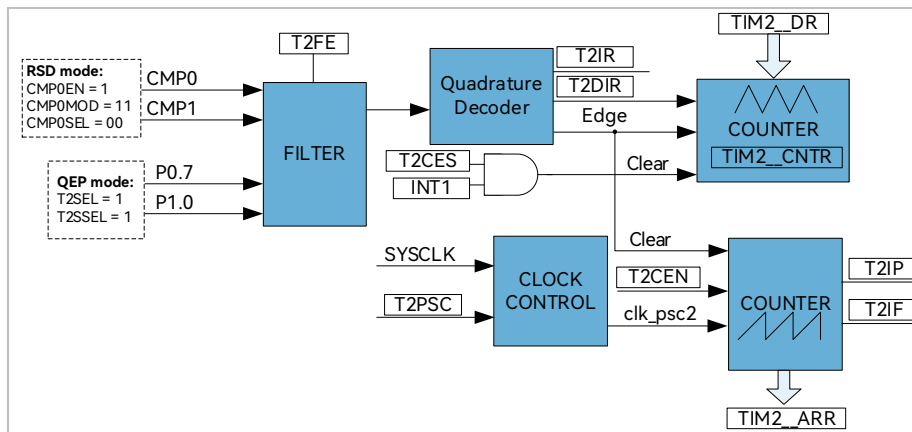 TIM2__DR
T2FE
RSD mode:
CMP0EN = 1
CMP0MOD = 11
CMP0SEL = 00
CMP0
CMP1
FILTER
Quadrature
Decoder
T2IR
T2DIR
Edge
COUNTER
TIM2__CNTR
T2CES
INT1
Clear
QEP mode:
T2SEL = 1
T2SSEL = 1
P0.7
P1.0
SYSCLK
T2PSC
CLOCK
CONTROL
Clear
T2CEN
clk_psc2
COUNTER
T2IP
T2IF
TIM2__ARR